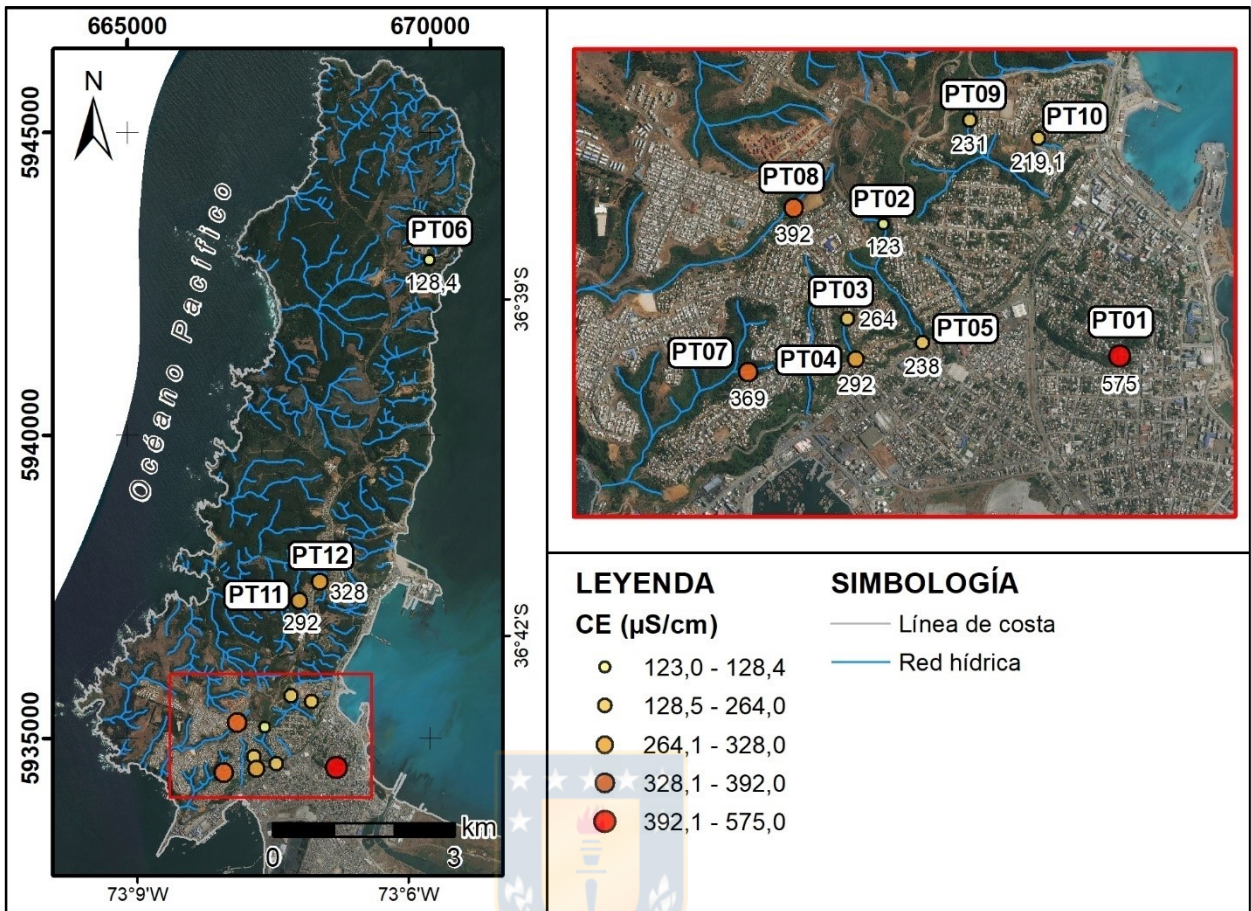 665000
670000
N
5945000
5940000
5935000
Océano Pacífico
PT06
128,4
36°39'S
PT12
328
PT11
292
36°42'S
km
0
3
73°9'W
73°6'W
PT09
231
PT10
219,1
PT08
392
PT02
123
PT03
264
PT05
238
PT04
292
PT07
369
PT01
575
LEYENDA
CE (µS/cm)
123,0 - 128,4
128,5 - 264,0
264,1 - 328,0
328,1 - 392,0
392,1 - 575,0
SIMBOLOGÍA
Línea de costa
Red hídrica